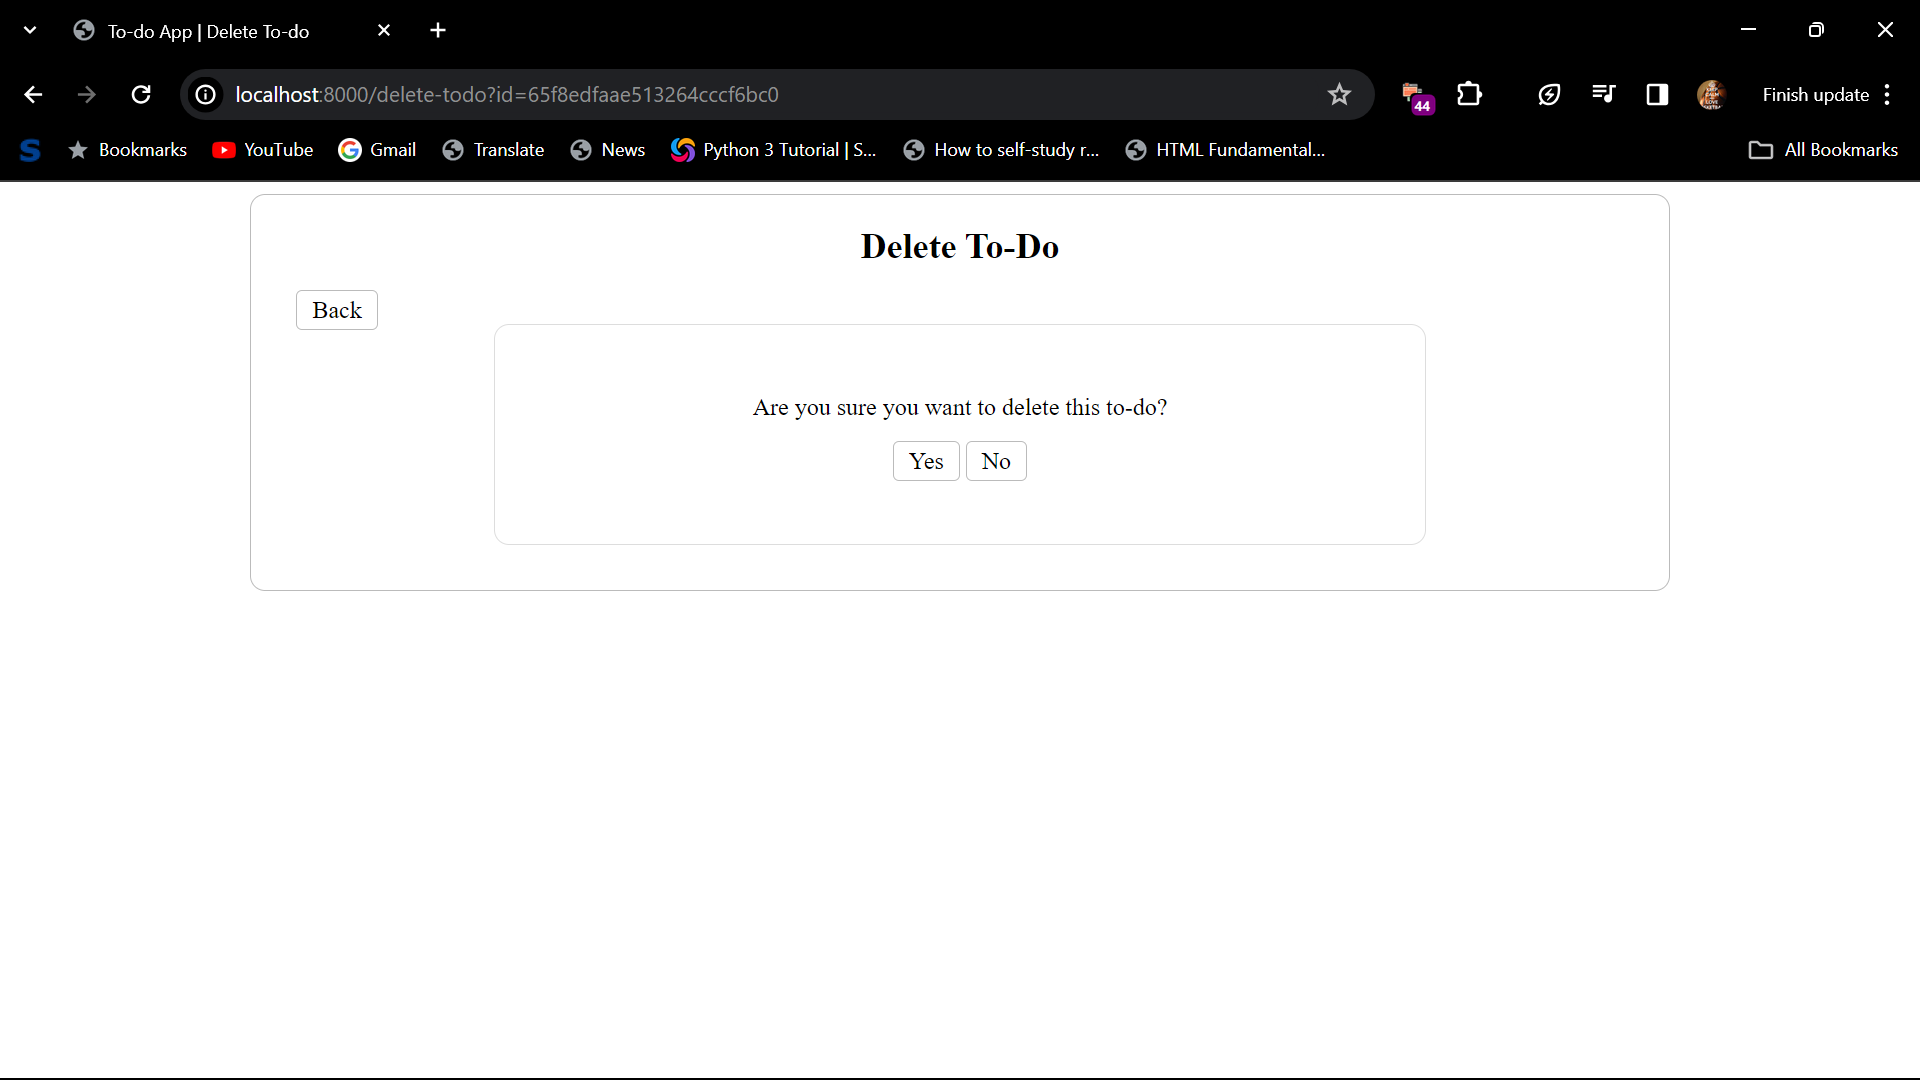 To-do App | Delete To-do
localhost:8000/delete-todo?id=65f8edfaae513264cccf6bc0
44
Finish update
S
Bookmarks
YouTube
Gmail
Translate
News
Python 3 Tutorial | S...
How to self-study r...
HTML Fundamental...
All Bookmarks
Delete To-Do
Back
Are you sure you want to delete this to-do?
Yes
No